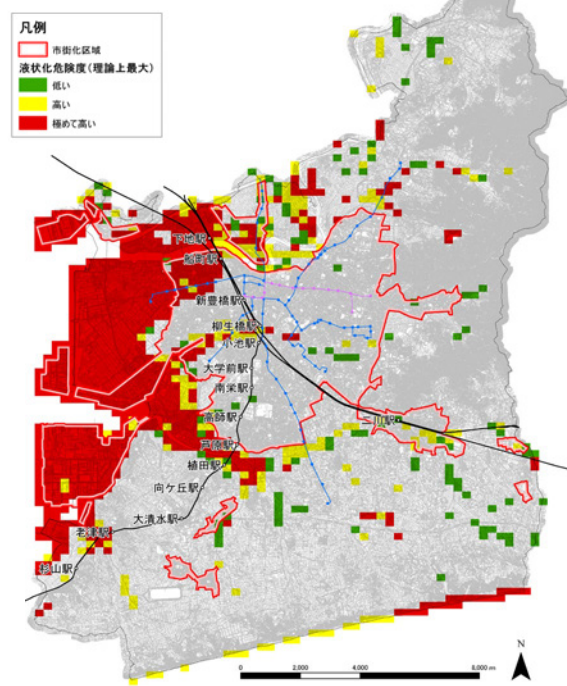 凡例
市街化区域
液状化危険度(理論上最大)
低い
高い
極めて高い
下地駅
船町駅
新豊橋駅
柳生橋駅
小池駅
大学前駅
南栄駅
高師駅
芦原駅
植田駅
向ケ丘駅
大清水駅
老津駅
杉山駅
二川駅
N
0 2,000 4,000 8,000 m